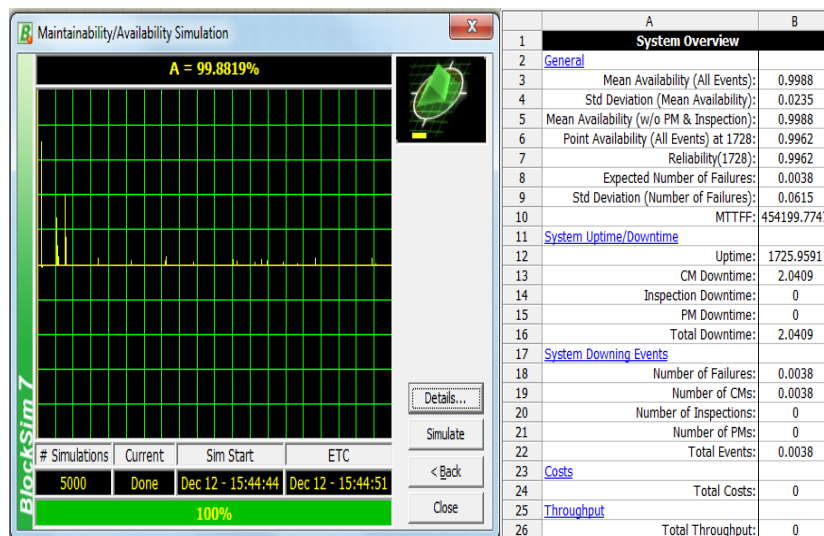 Maintainability/Availability Simulation
A = 99.8819%
BlockSim 7
Details...
Simulate
< Back
Close
# Simulations Current Sim Start ETC
5000 Done Dec 12 - 15:44:44 Dec 12 - 15:44:51
100%
A B
1 System Overview
2 General
3 Mean Availability (All Events): 0.9988
4 Std Deviation (Mean Availability): 0.0235
5 Mean Availability (w/o PM & Inspection): 0.9988
6 Point Availability (All Events) at 1728: 0.9962
7 Reliability(1728): 0.9962
8 Expected Number of Failures: 0.0038
9 Std Deviation (Number of Failures): 0.0615
10 MTTFF: 454199.774
11 System Uptime/Downtime
12 Uptime: 1725.9591
13 CM Downtime: 2.0409
14 Inspection Downtime: 0
15 PM Downtime: 0
16 Total Downtime: 2.0409
17 System Downing Events
18 Number of Failures: 0.0038
19 Number of CMs: 0.0038
20 Number of Inspections: 0
21 Number of PMs: 0
22 Total Events: 0.0038
23 Costs
24 Total Costs: 0
25 Throughput
26 Total Throughput: 0